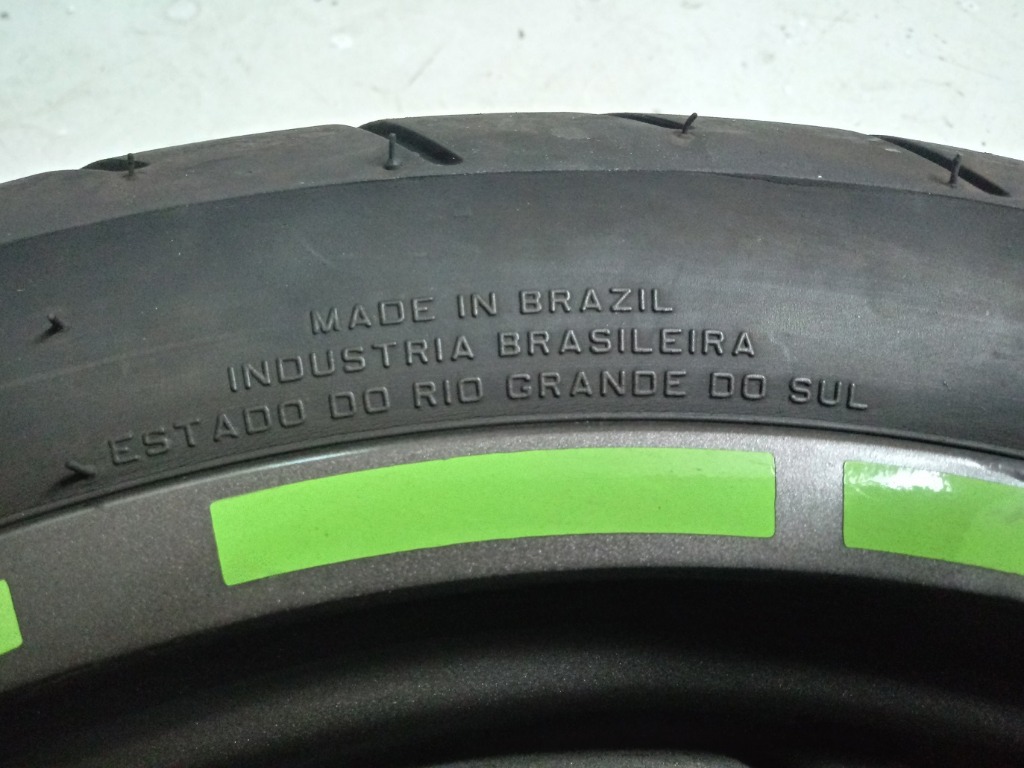 MADE IN BRAZIL
INDUSTRIA BRASILEIRA
ESTADO DO RIO GRANDE DO SUL